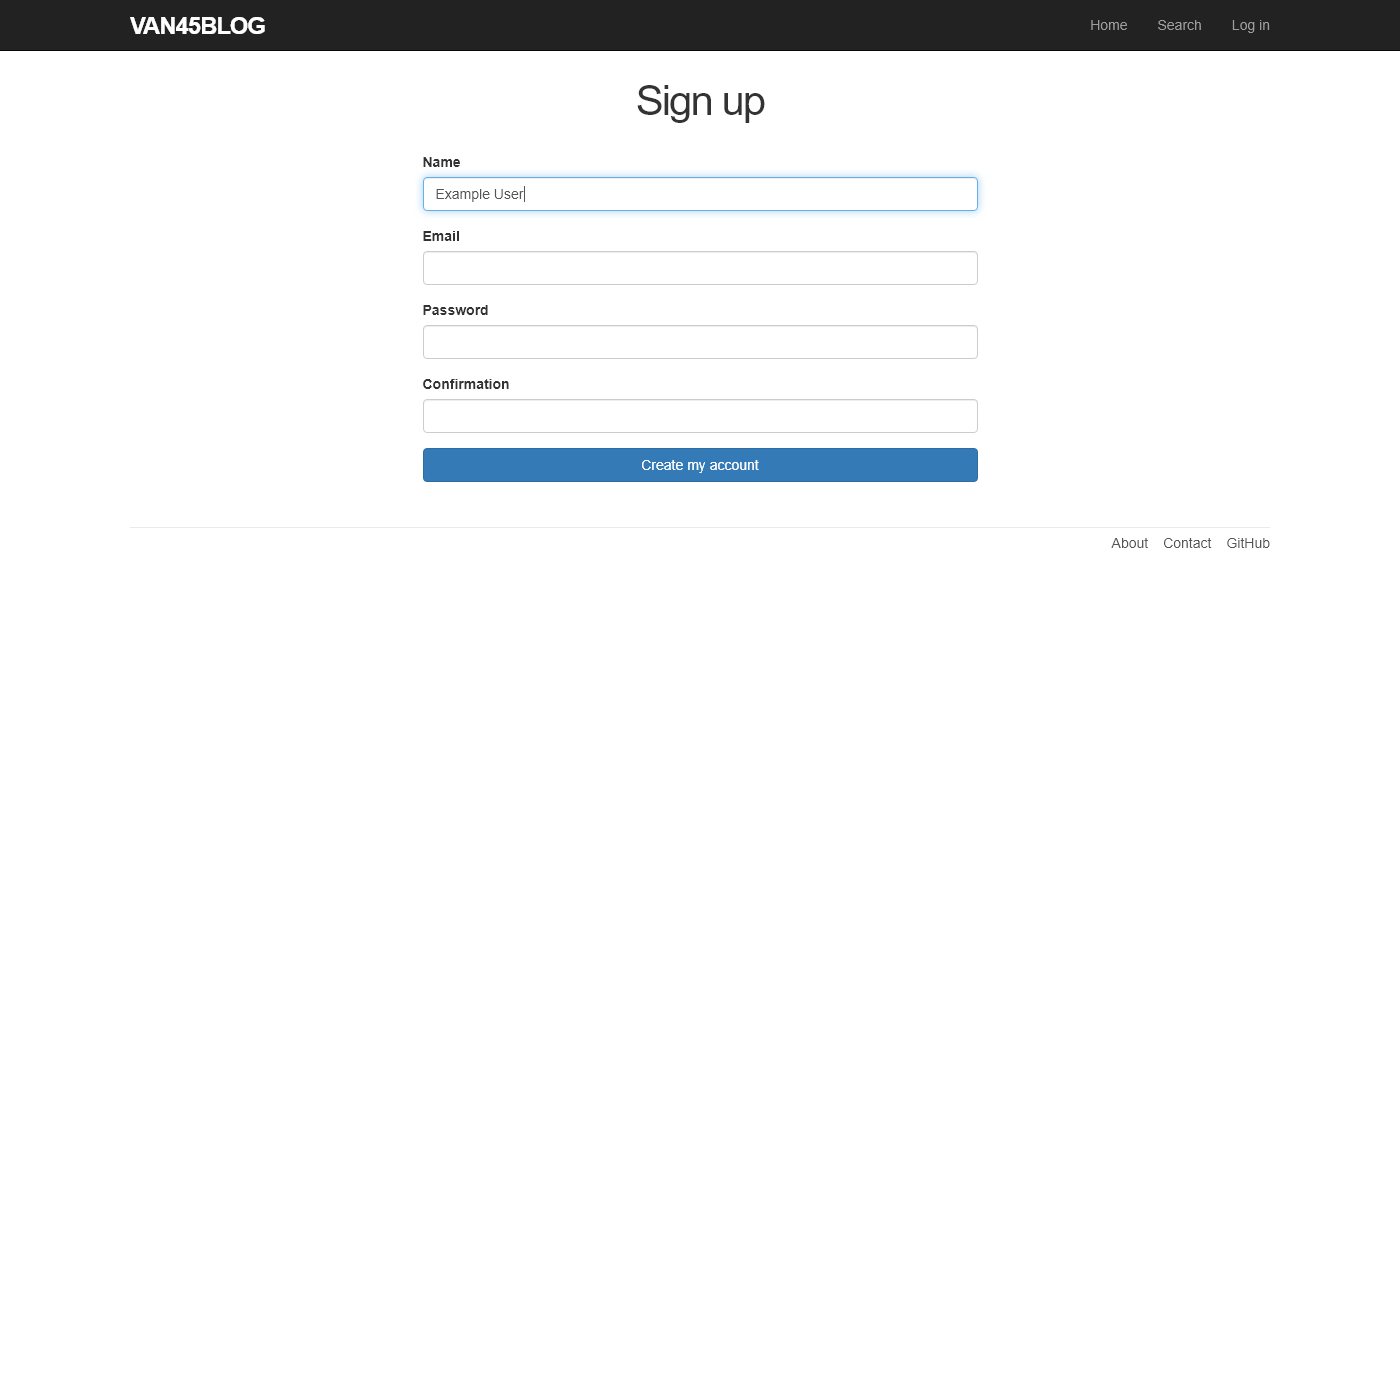 VAN45BLOG Home Search Log in
Sign up
Name
Example User
Email
Password
Confirmation
Create my account
About Contact GitHub